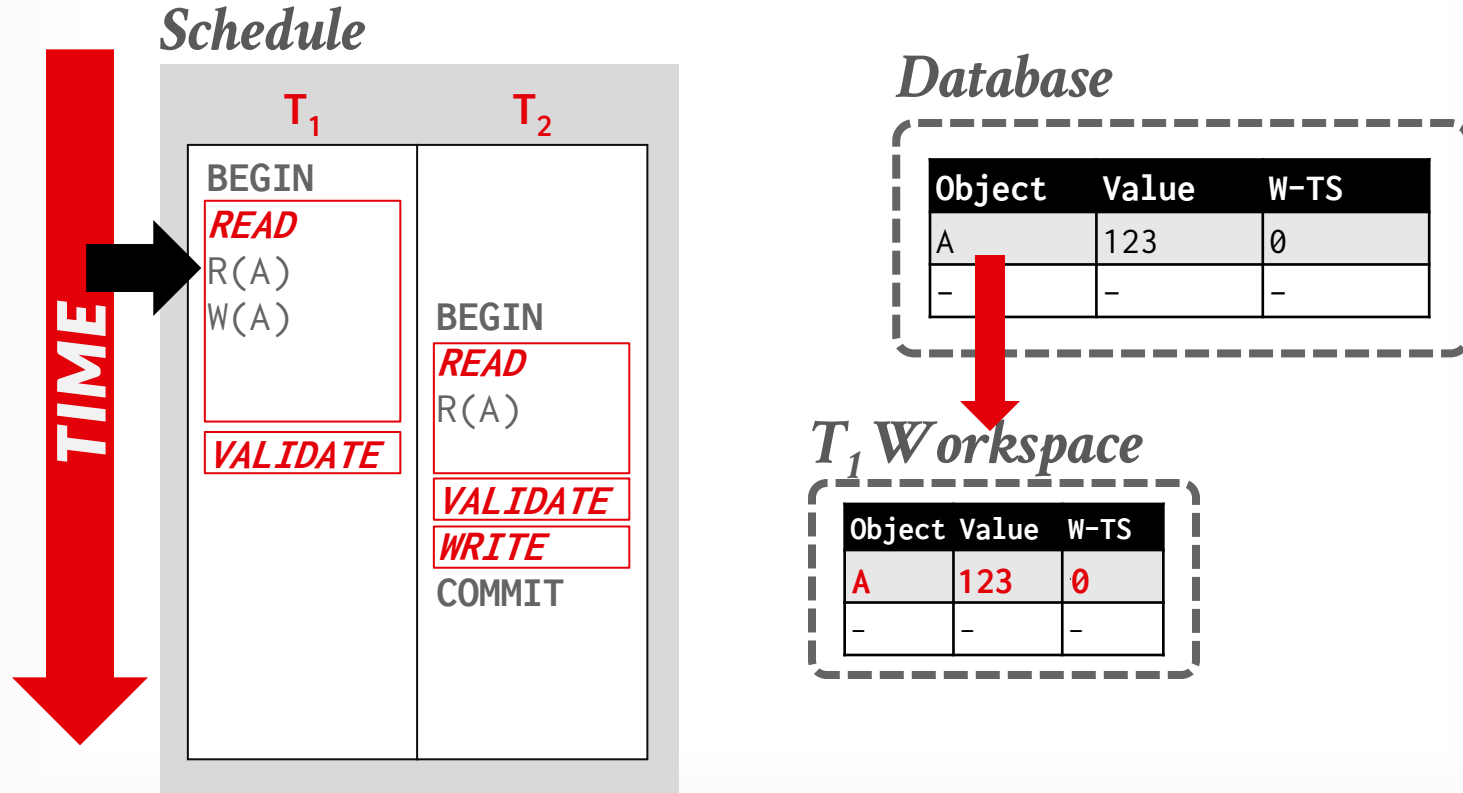 Schedule
TIME
T1 T2
BEGIN
READ
R(A)
W(A)
VALIDATE
BEGIN
READ
R(A)
VALIDATE
WRITE
COMMIT
Database
Object Value W-TS
A 123 0
- - -
T1 Workspace
Object Value W-TS
A 123 0
- - -